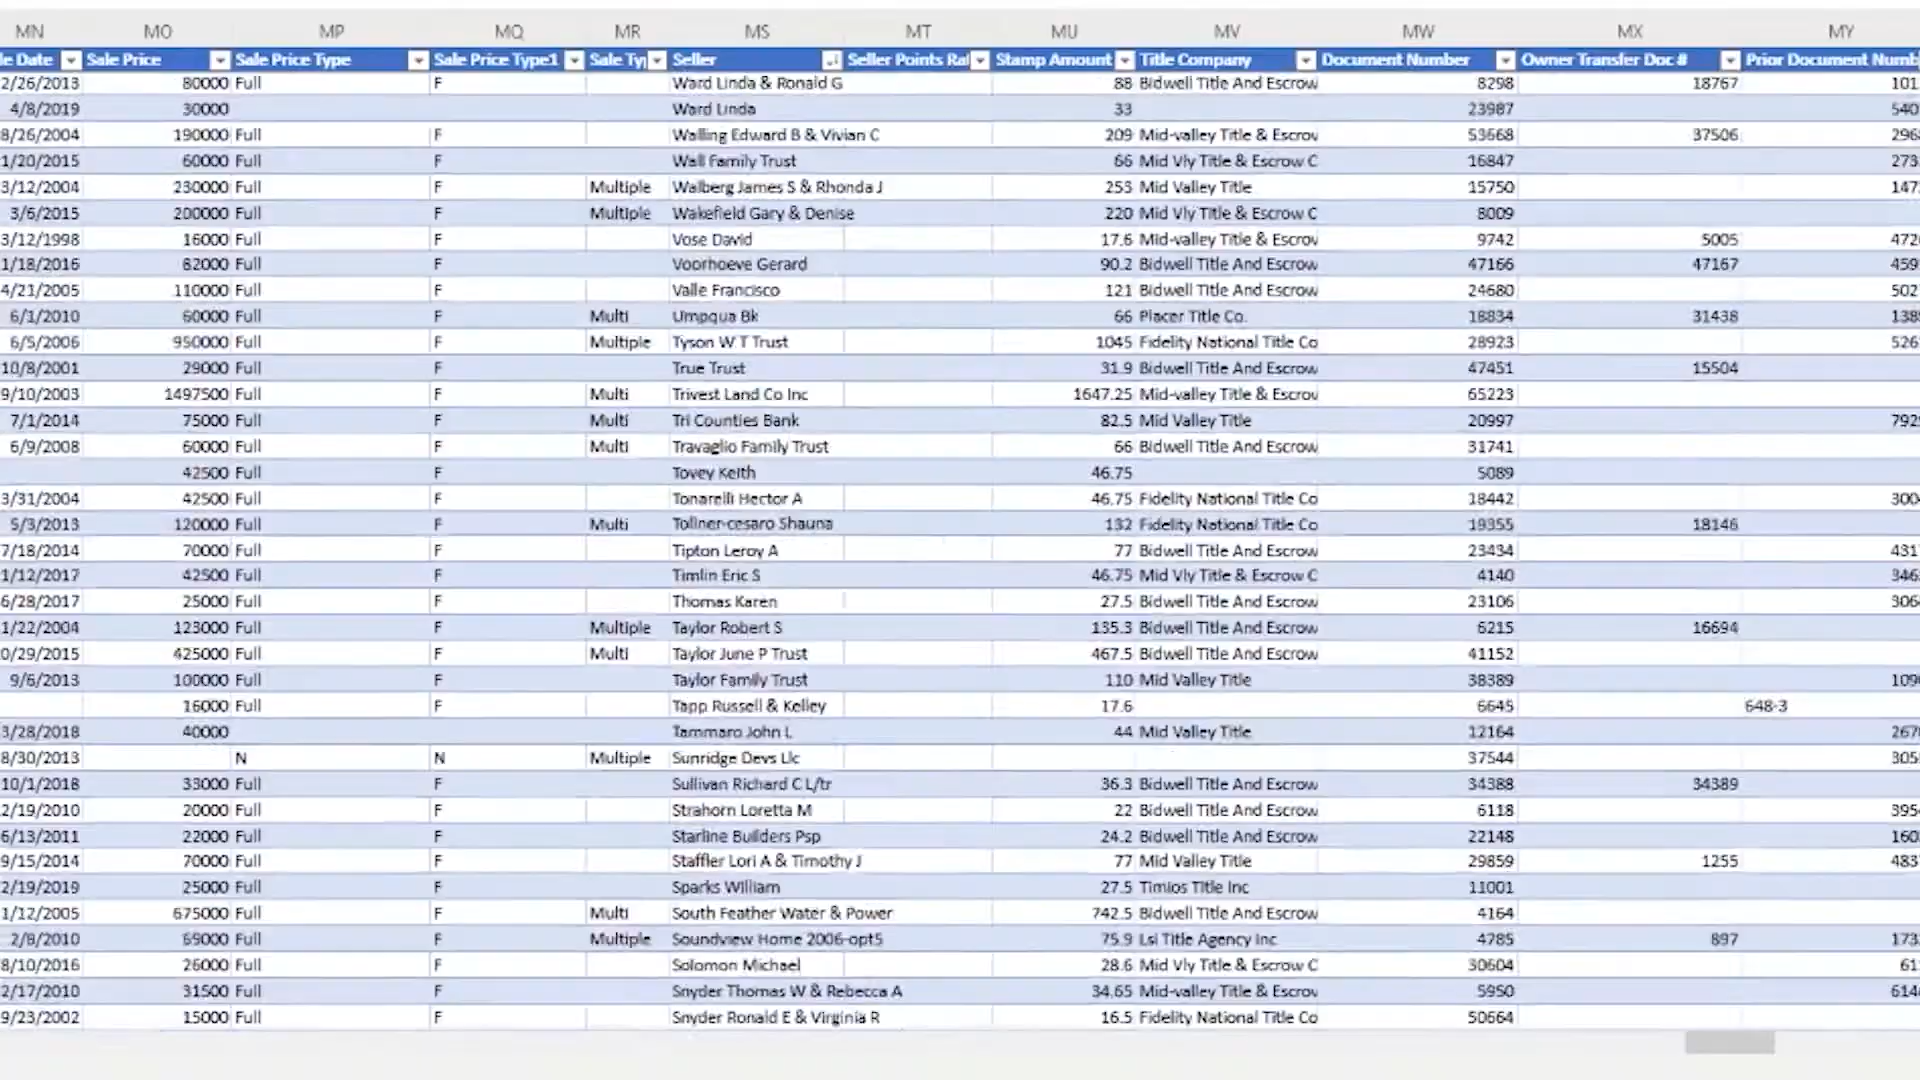 MN MO MP MQ MR MS MT MU MV MW MX MY
le Date Sale Price Sale Price Type Sale Price Type1 Sale Ty Seller Seller Points Rat Stamp Amount Title Company Document Number Owner Transfer Doc # Prior Document Numb
2/26/2013 80000 Full F Ward Linda & Ronald G 88 Bidwell Title And Escrow 8298 18767 101
4/8/2019 30000 Ward Linda 33 23987 540
8/26/2004 190000 Full F Walling Edward B & Vivian C 209 Mid-valley Title & Escrov 53668 37506 296
1/20/2015 60000 Full F Wall Family Trust 66 Mid Vly Title & Escrow C 16847 273
3/12/2004 230000 Full F Multiple Walberg James S & Rhonda J 253 Mid Valley Title 15750 147
3/6/2015 200000 Full F Multiple Wakefield Gary & Denise 220 Mid Vly Title & Escrow C 8009
3/12/1998 16000 Full F Vose David 17.6 Mid-valley Title & Escrov 9742 5005 472
1/18/2016 82000 Full F Voorhoeve Gerard 90.2 Bidwell Title And Escrow 47166 47167 459
4/21/2005 110000 Full F Valle Francisco 121 Bidwell Title And Escrow 24680 502
6/1/2010 60000 Full F Multi Umpqua Bk 66 Placer Title Co. 18834 31438 138
6/5/2006 950000 Full F Multiple Tyson W T Trust 1045 Fidelity National Title Co 28923 526
10/8/2001 29000 Full F True Trust 31.9 Bidwell Title And Escrow 47451 15504
9/10/2003 1497500 Full F Multi Trivest Land Co Inc 1647.25 Mid-valley Title & Escrov 65223
7/1/2014 75000 Full F Multi Tri Counties Bank 82.5 Mid Valley Title 20997 792
6/9/2008 60000 Full F Multi Travaglio Family Trust 66 Bidwell Title And Escrow 31741
42500 Full F Tovey Keith 46.75 5089
3/31/2004 42500 Full F Tonarelli Hector A 46.75 Fidelity National Title Co 18442 300
5/3/2013 120000 Full F Multi Tollner-cesaro Shauna 132 Fidelity National Title Co 19355 18146
7/18/2014 70000 Full F Tipton Leroy A 77 Bidwell Title And Escrow 23434 431
1/12/2017 42500 Full F Timlin Eric S 46.75 Mid Vly Title & Escrow C 4140 346
6/28/2017 25000 Full F Thomas Karen 27.5 Bidwell Title And Escrow 23106 306
1/22/2004 123000 Full F Multiple Taylor Robert S 135.3 Bidwell Title And Escrow 6215 16694
0/29/2015 425000 Full F Multi Taylor June P Trust 467.5 Bidwell Title And Escrow 41152
9/6/2013 100000 Full F Taylor Family Trust 110 Mid Valley Title 38389 109
16000 Full F Tapp Russell & Kelley 17.6 6645 648-3
3/28/2018 40000 Tammaro John L 44 Mid Valley Title 12164 267
8/30/2013 N N Multiple Sunridge Devs Llc 37544 305
10/1/2018 33000 Full F Sullivan Richard C L/tr 36.3 Bidwell Title And Escrow 34388 34389
2/19/2010 20000 Full F Strahorn Loretta M 22 Bidwell Title And Escrow 6118 395
6/13/2011 22000 Full F Starline Builders Psp 24.2 Bidwell Title And Escrow 22148 160
9/15/2014 70000 Full F Staffler Lori A & Timothy J 77 Mid Valley Title 29859 1255 483
2/19/2019 25000 Full F Sparks William 27.5 Timios Title Inc 11001
1/12/2005 675000 Full F Multi South Feather Water & Power 742.5 Bidwell Title And Escrow 4164
2/8/2010 69000 Full F Multiple Soundview Home 2006-opt5 75.9 Lsi Title Agency Inc 4785 897 173
8/10/2016 26000 Full F Solomon Michael 28.6 Mid Vly Title & Escrow C 30604 61
2/17/2010 31500 Full F Snyder Thomas W & Rebecca A 34.65 Mid-valley Title & Escrov 5950 614
9/23/2002 15000 Full F Snyder Ronald E & Virginia R 16.5 Fidelity National Title Co 50664